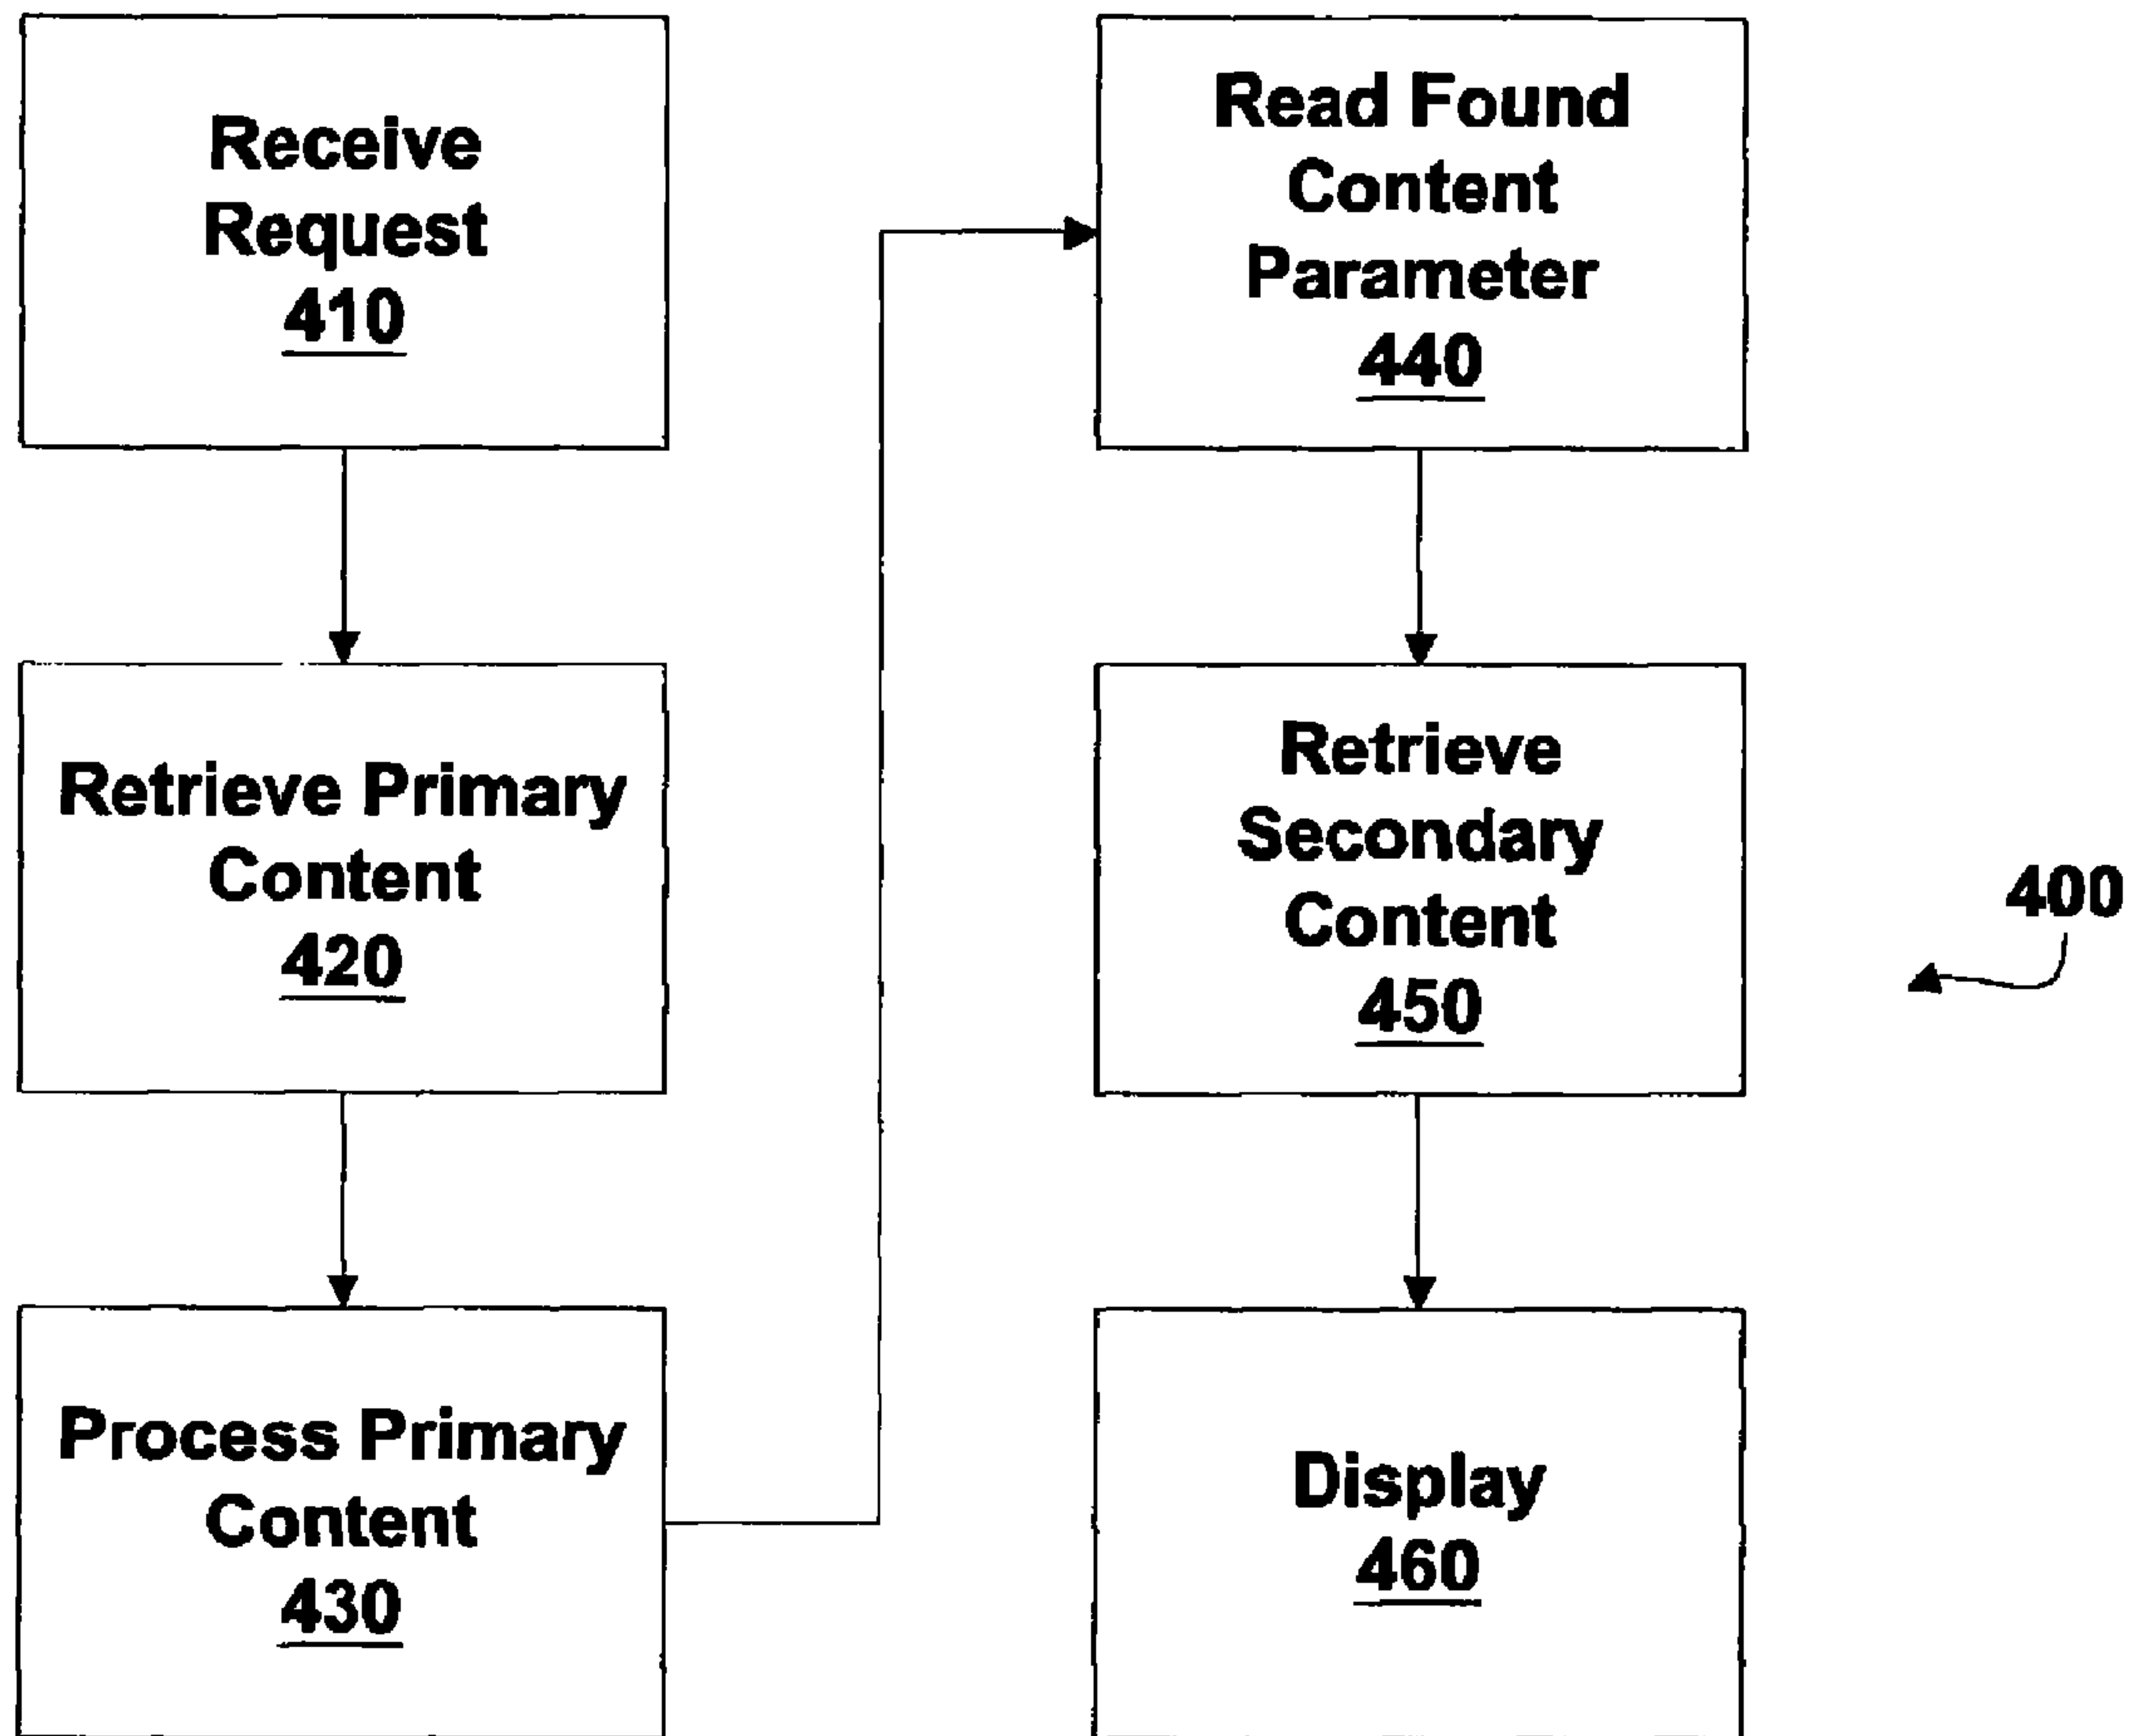 Receive
Request
410
Retrieve Primary
Content
420
Process Primary
Content
430
Read Found
Content
Parameter
440
Retrieve
Secondary
Content
450
Display
460
400